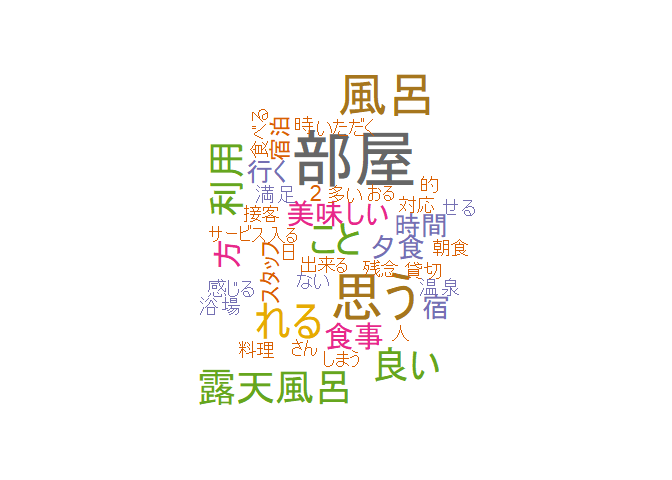 風呂
食べる
宿泊
時
いただく
部屋
利用
行く
満足
2
多い
おる
的
接客
美味しい
対応
せる
サービス
入る
こと
時間
方
スタッフ
日
夕食
朝食
出来る
残念
貸切
感じる
ない
思う
温泉
浴場
れる
宿
食事
人
料理
さん
しまう
良い
露天風呂